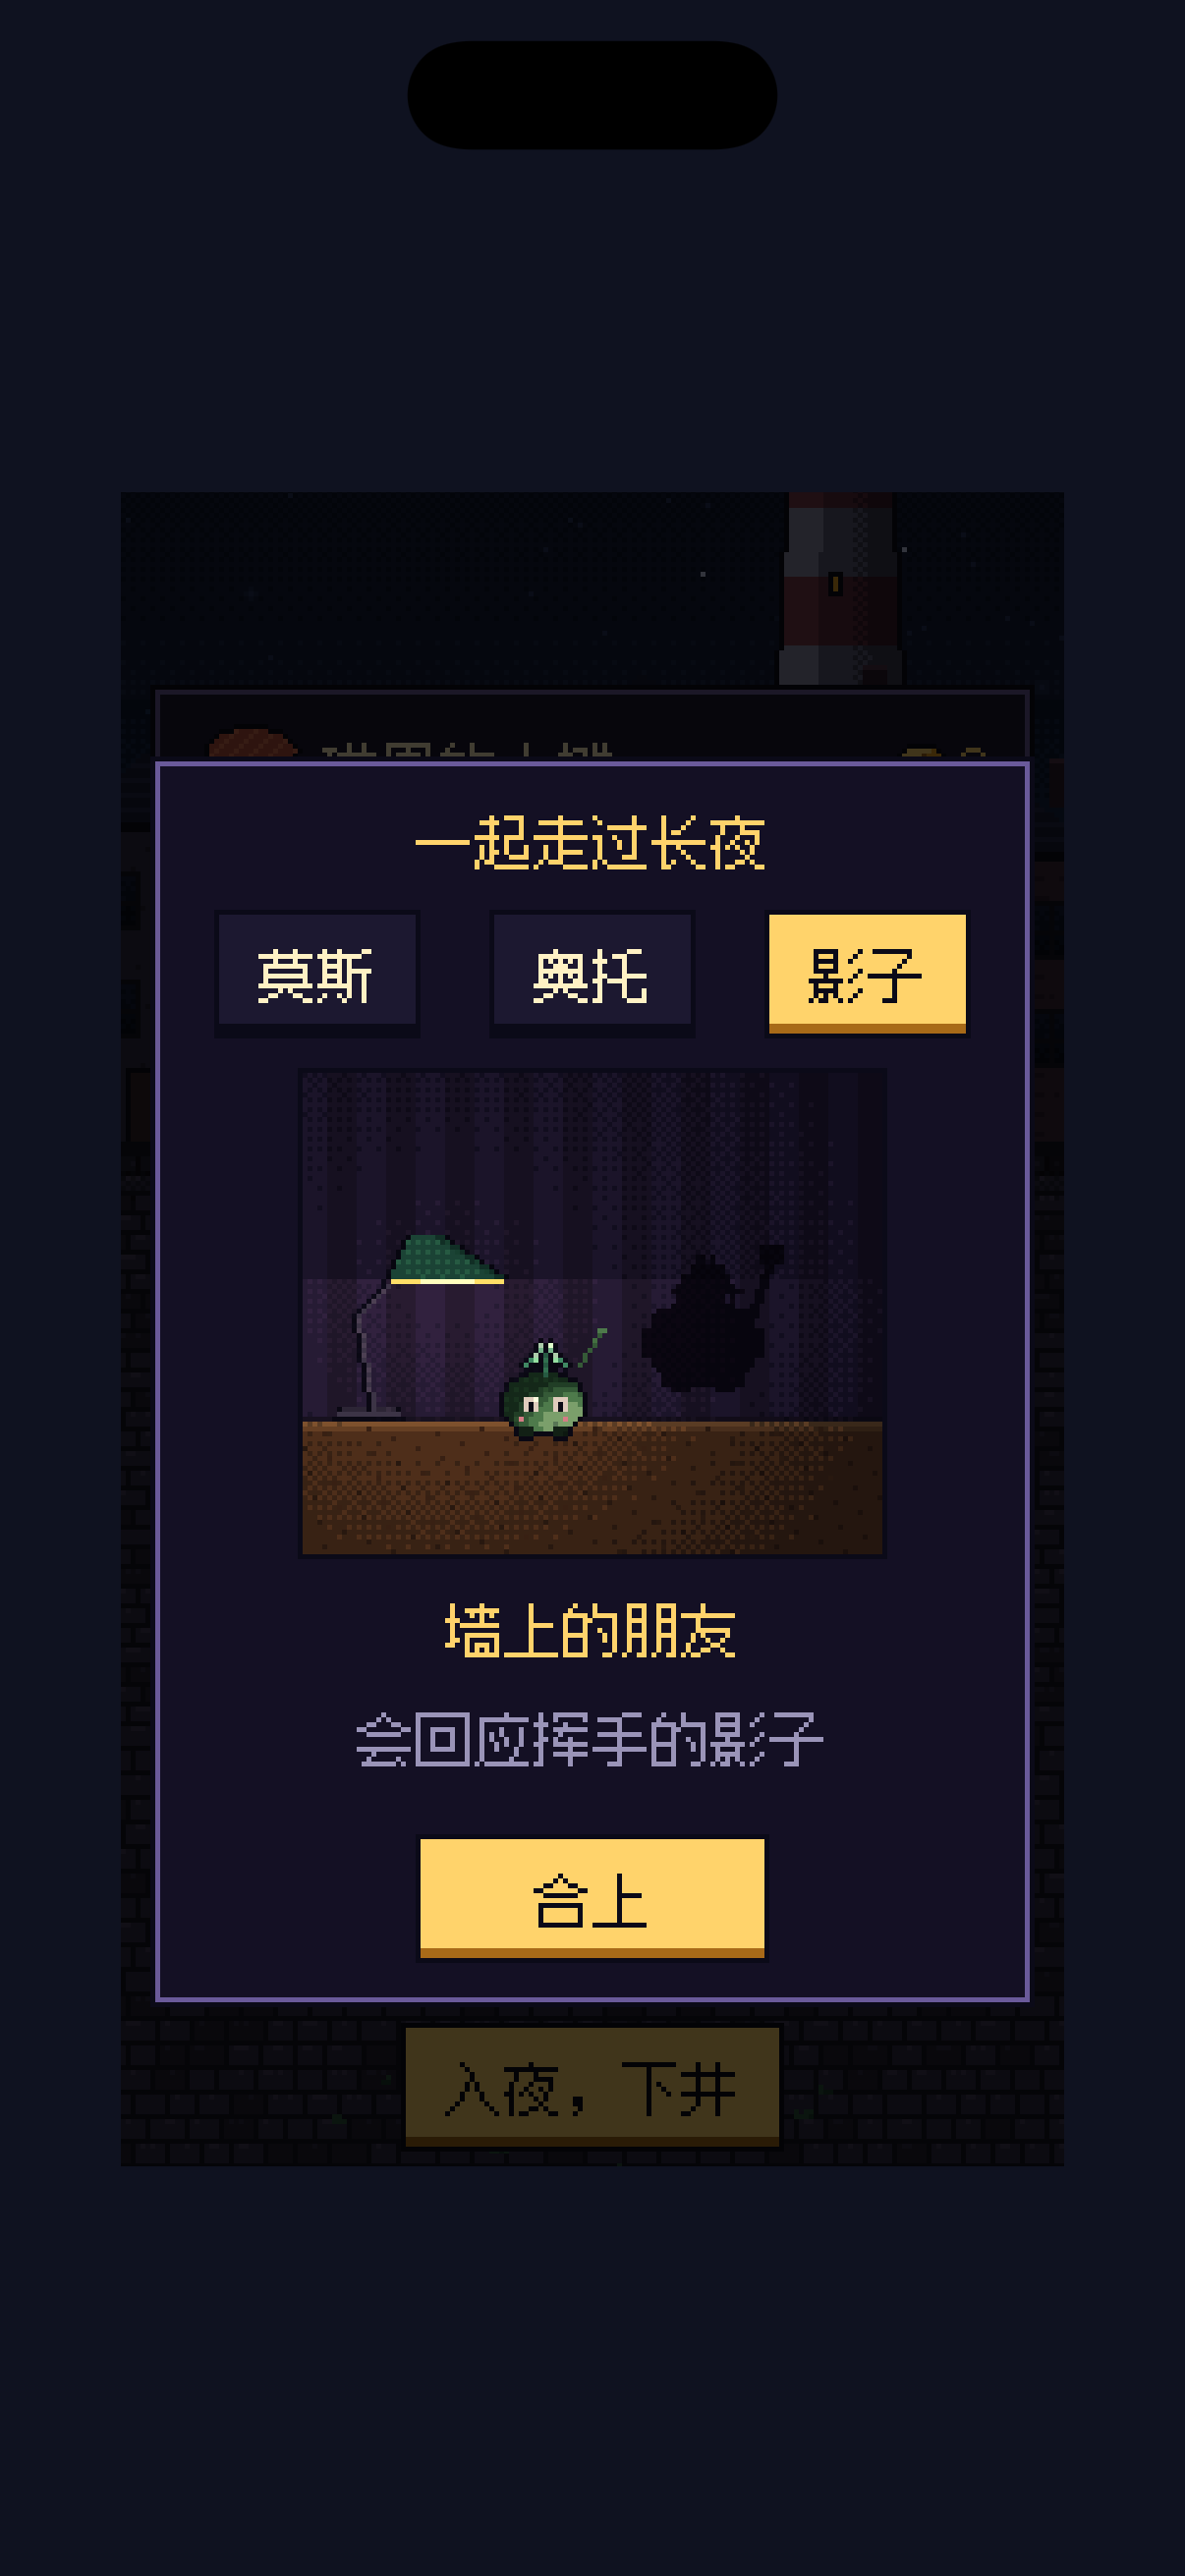 一起走过长夜
莫斯
奥托
影子
墙上的朋友
会回应挥手的影子
合上
入夜，下井